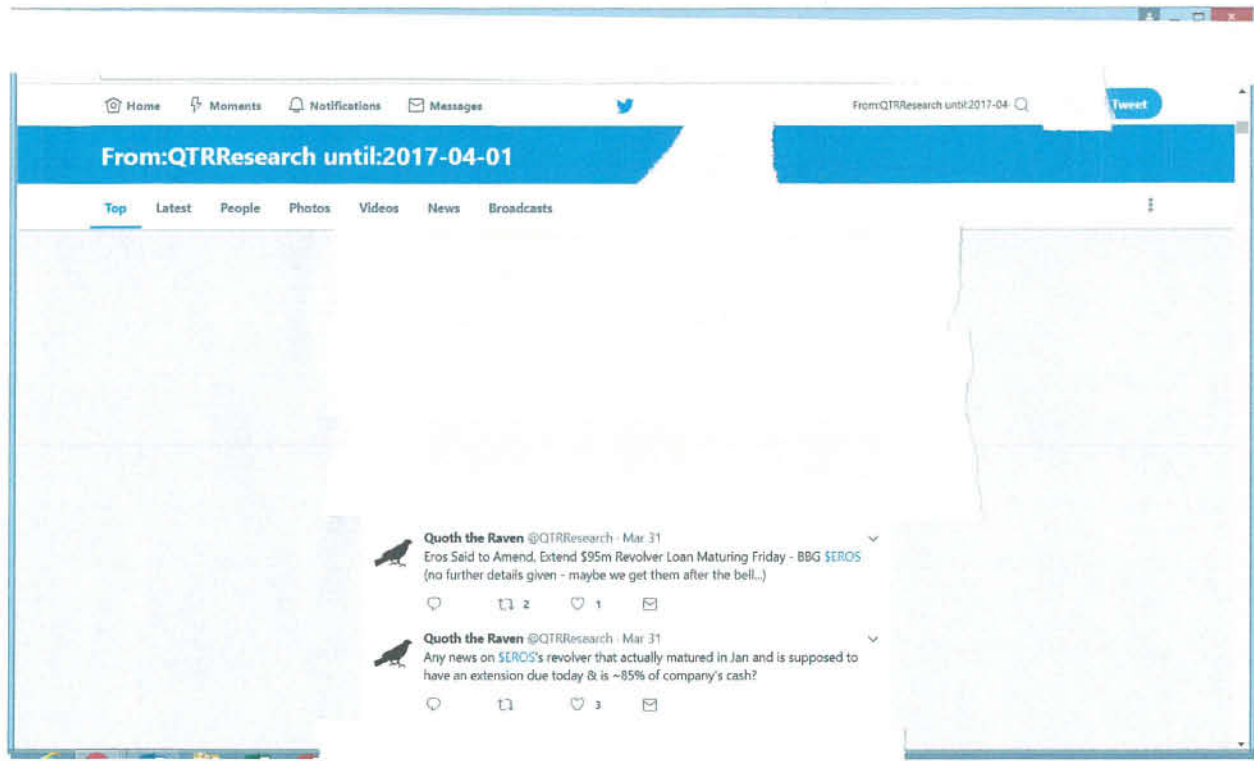 Home Moments Notifications Messages From:QTRResearch until:2017-04- Tweet
From:QTRResearch until:2017-04-01
Top Latest People Photos Videos News Broadcasts
Quoth the Raven @QTRResearch · Mar 31
Eros Said to Amend, Extend $95m Revolver Loan Maturing Friday - BBG $EROS
(no further details given - maybe we get them after the bell...)
2 1
Quoth the Raven @QTRResearch · Mar 31
Any news on $EROS's revolver that actually matured in Jan and is supposed to
have an extension due today & is ~85% of company's cash?
3